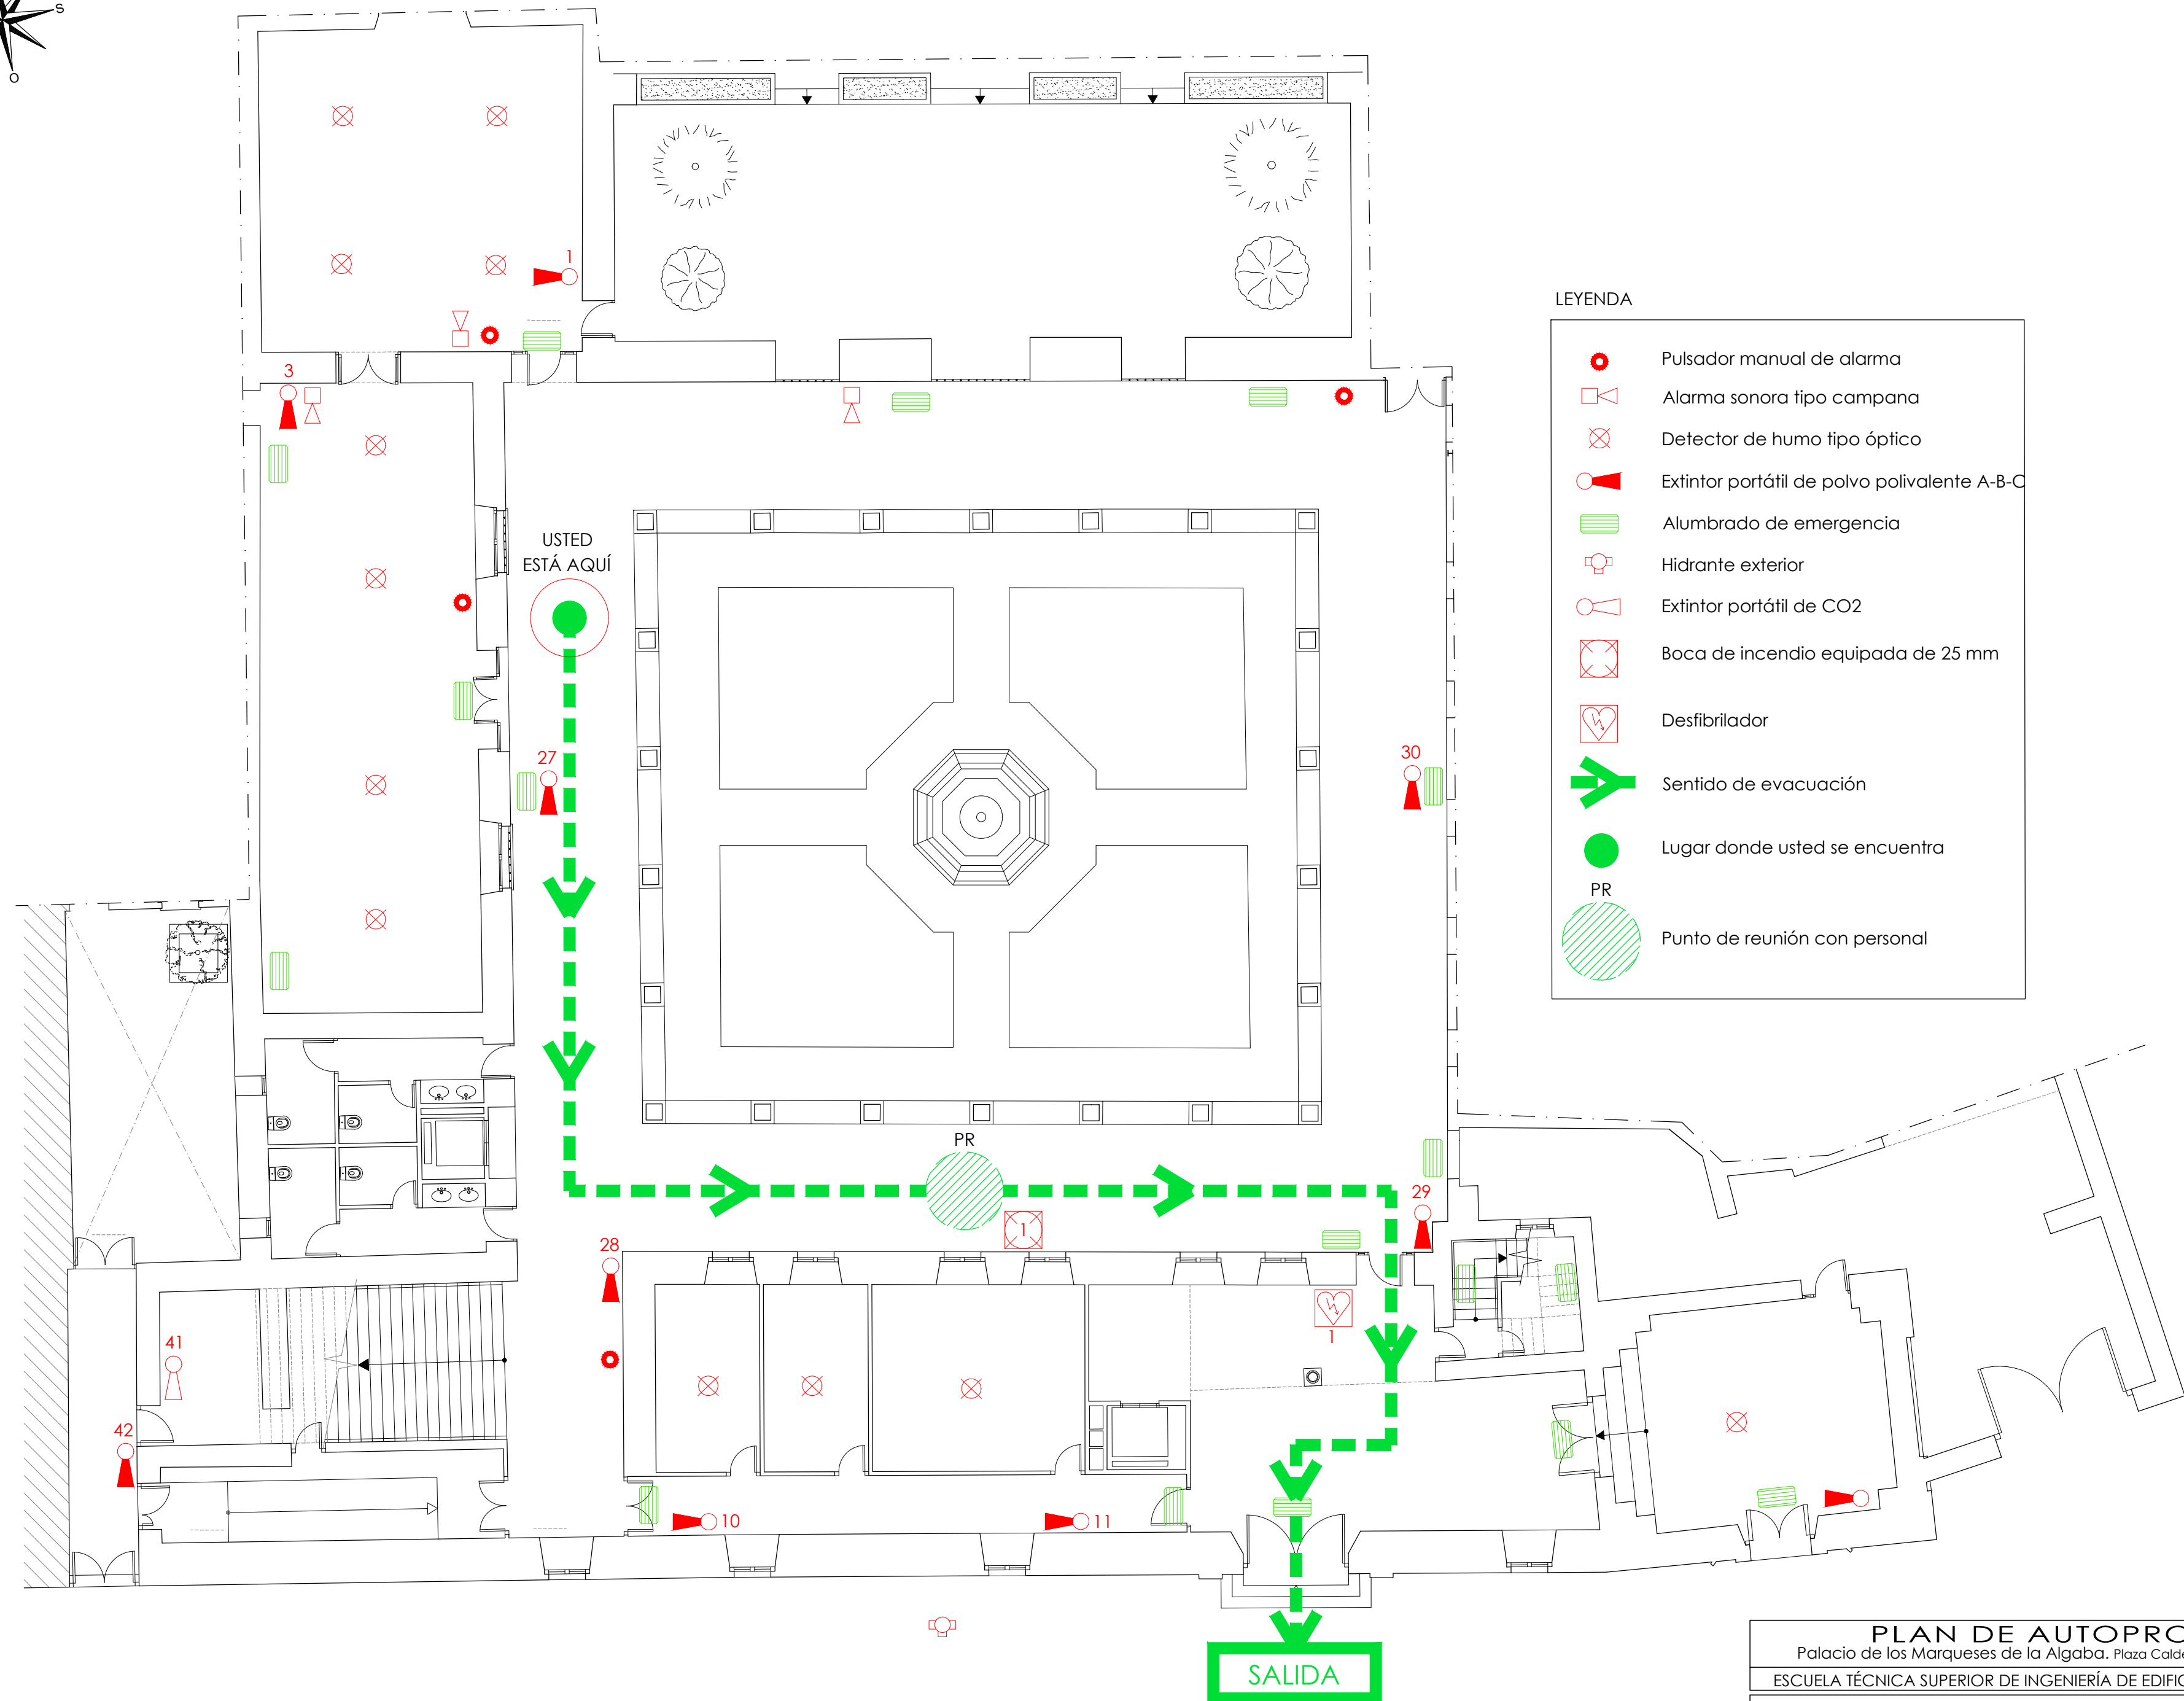 S
O
1
3
USTED
ESTÁ AQUÍ
27
30
PR
1
29
28
1
41
42
10
11
SALIDA
LEYENDA
Pulsador manual de alarma
Alarma sonora tipo campana
Detector de humo tipo óptico
Extintor portátil de polvo polivalente A-B-C
Alumbrado de emergencia
Hidrante exterior
Extintor portátil de CO2
Boca de incendio equipada de 25 mm
Desfibrilador
Sentido de evacuación
Lugar donde usted se encuentra
PR
Punto de reunión con personal
PLAN DE AUTOPRO
Palacio de los Marqueses de la Algaba. Plaza Calde
ESCUELA TÉCNICA SUPERIOR DE INGENIERÍA DE EDIFIC